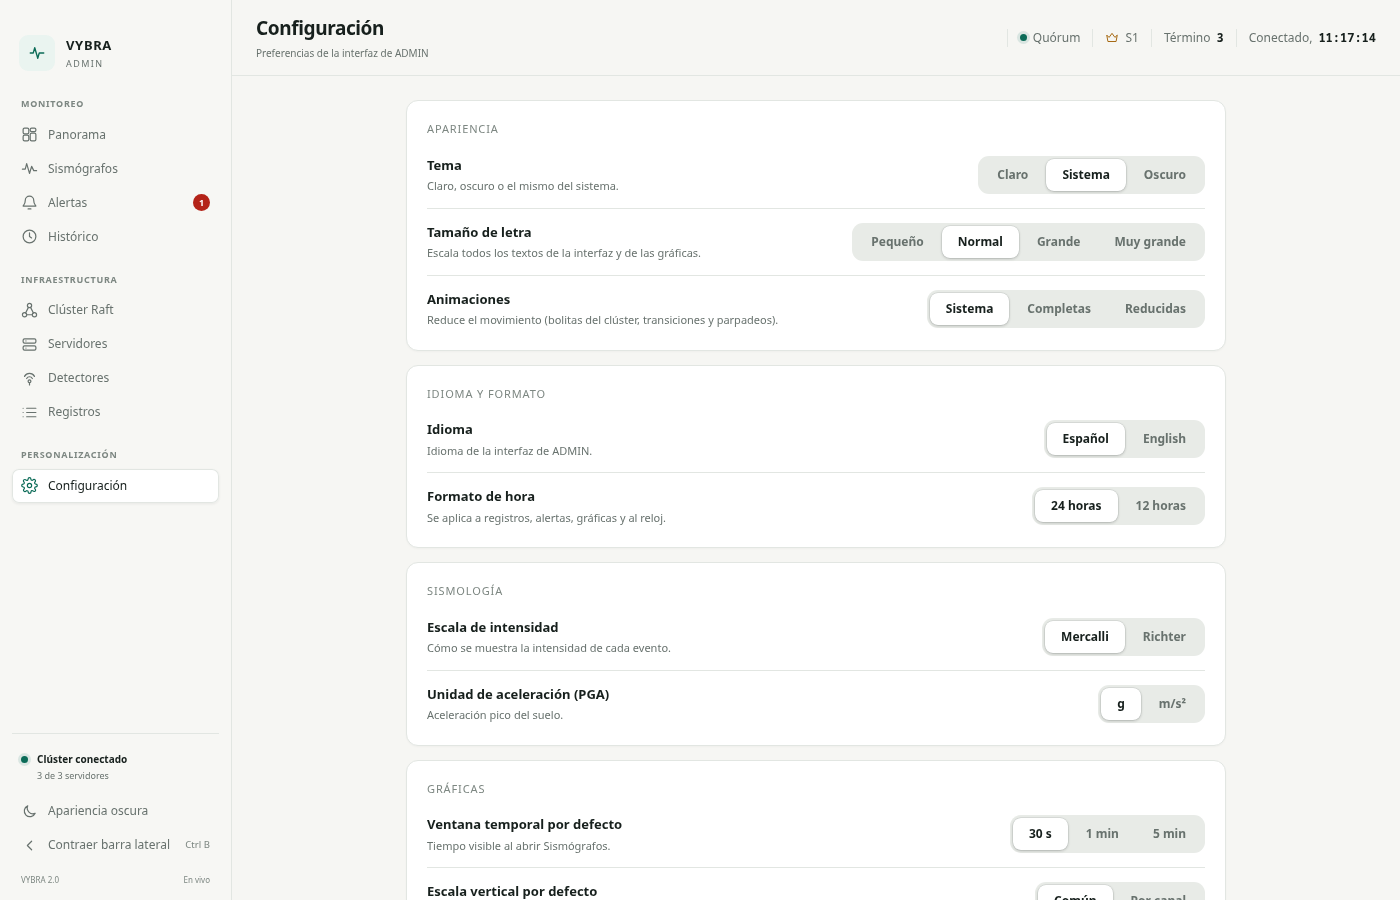 VYBRA
ADMIN
MONITOREO
Panorama
Sismógrafos
Alertas 1
Histórico
INFRAESTRUCTURA
Clúster Raft
Servidores
Detectores
Registros
PERSONALIZACIÓN
Configuración
Clúster conectado
3 de 3 servidores
Apariencia oscura
Contraer barra lateral Ctrl B
VYBRA 2.0 En vivo
Configuración
Preferencias de la interfaz de ADMIN
Quórum S1 Término 3 Conectado, 11:17:14
APARIENCIA
Tema
Claro, oscuro o el mismo del sistema.
Claro Sistema Oscuro
Tamaño de letra
Escala todos los textos de la interfaz y de las gráficas.
Pequeño Normal Grande Muy grande
Animaciones
Reduce el movimiento (bolitas del clúster, transiciones y parpadeos).
Sistema Completas Reducidas
IDIOMA Y FORMATO
Idioma
Idioma de la interfaz de ADMIN.
Español English
Formato de hora
Se aplica a registros, alertas, gráficas y al reloj.
24 horas 12 horas
SISMOLOGÍA
Escala de intensidad
Cómo se muestra la intensidad de cada evento.
Mercalli Richter
Unidad de aceleración (PGA)
Aceleración pico del suelo.
g m/s²
GRÁFICAS
Ventana temporal por defecto
Tiempo visible al abrir Sismógrafos.
30 s 1 min 5 min
Escala vertical por defecto
Común Por canal